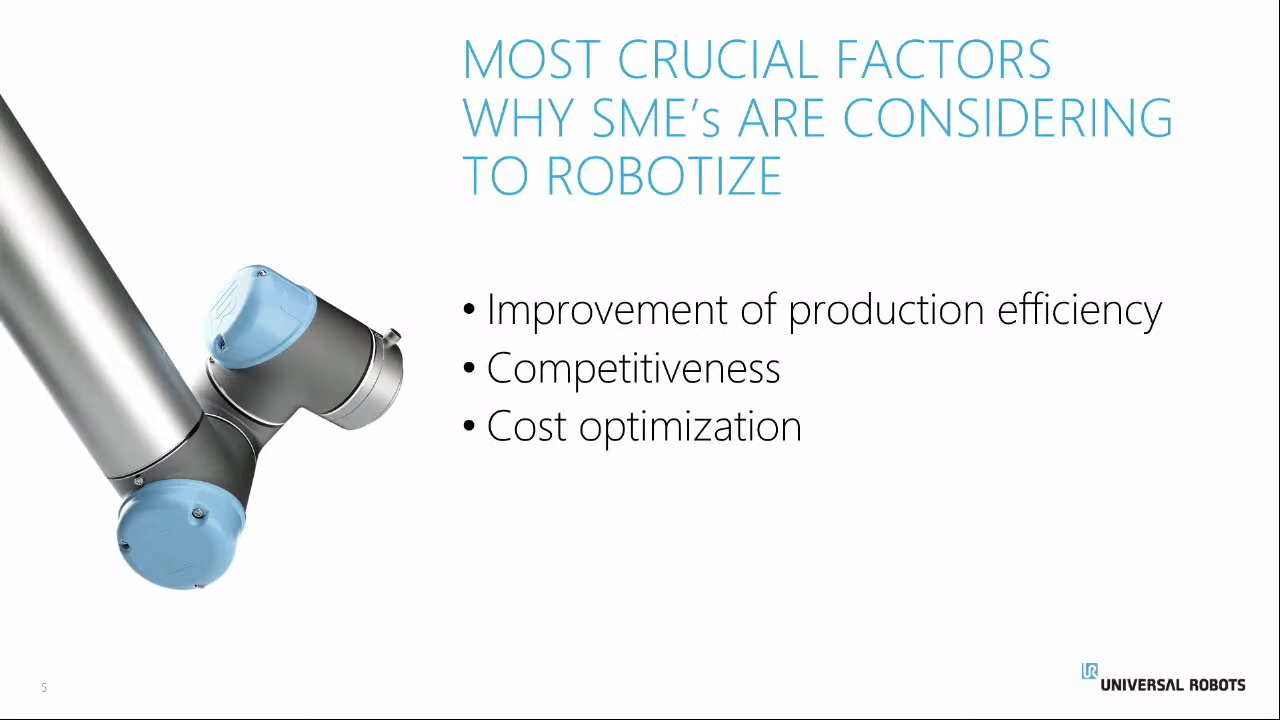 MOST CRUCIAL FACTORS
WHY SME’s ARE CONSIDERING
TO ROBOTIZE
• Improvement of production efficiency
• Competitiveness
• Cost optimization
5
UR
UNIVERSAL ROBOTS